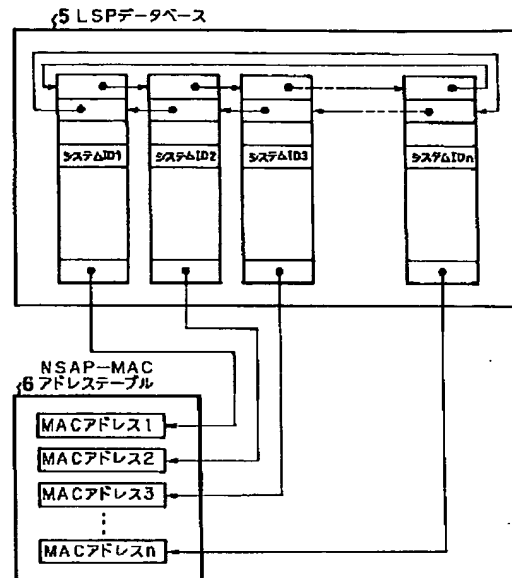 5 LSPデータベース
システムID1 システムID2 システムID3 システムIDn
NSAP-MAC
6 アドレステーブル
MACアドレス1
MACアドレス2
MACアドレス3
MACアドレスn